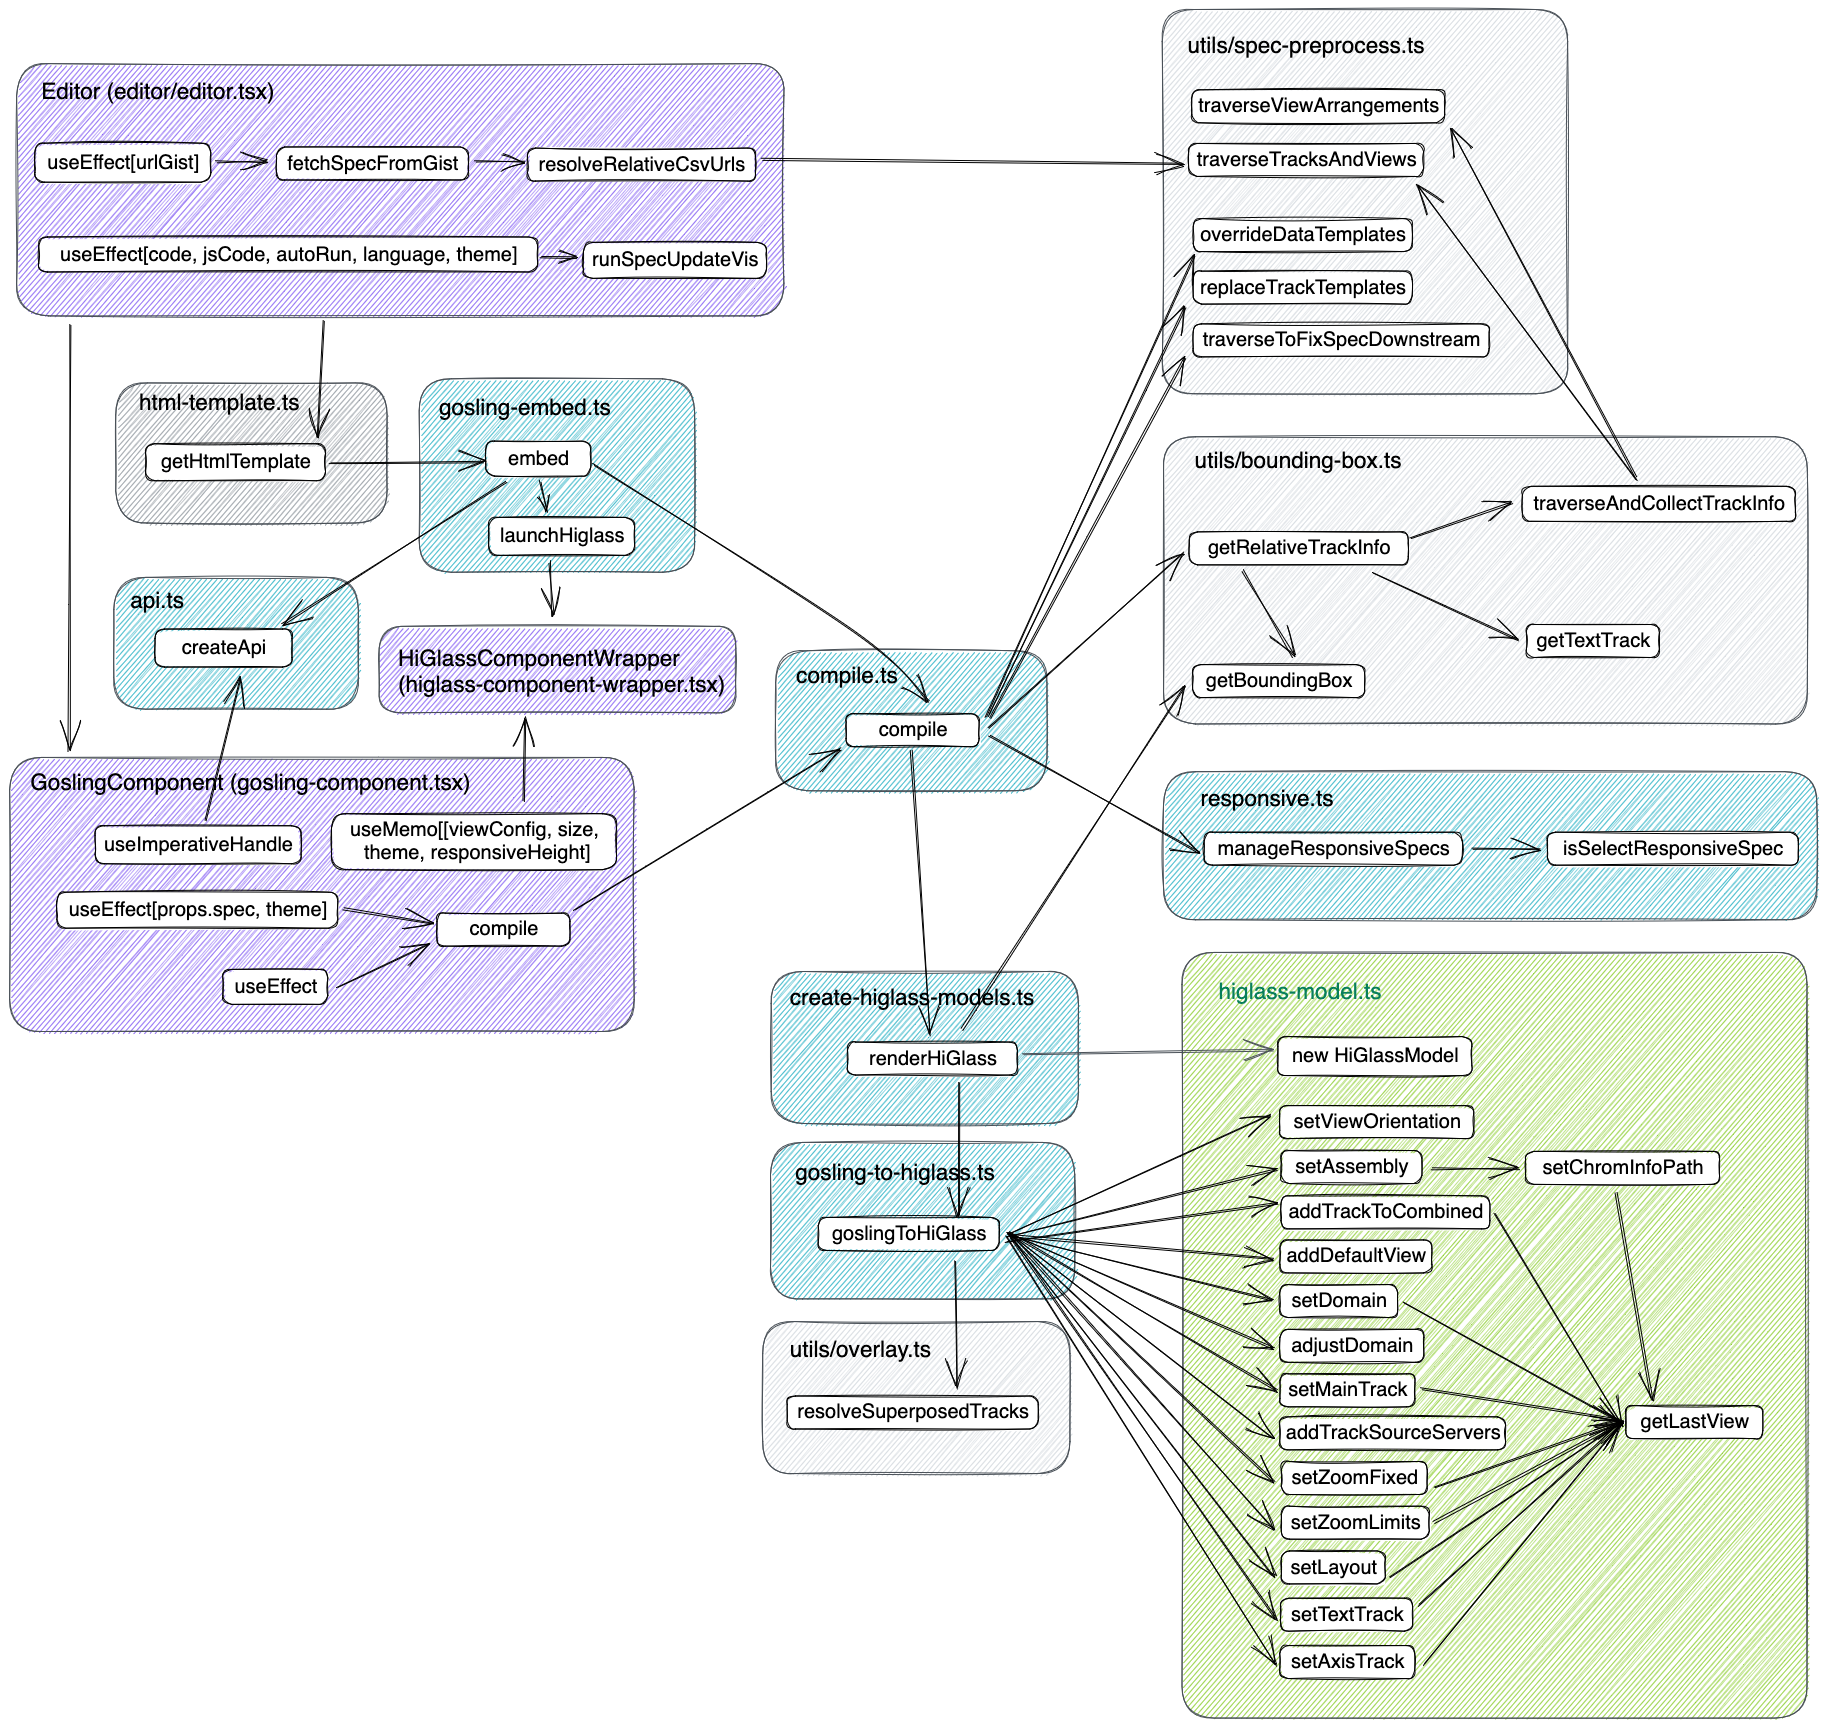 Editor (editor/editor.tsx)
useEffect[urlGist]
fetchSpecFromGist
resolveRelativeCsvUrls
useEffect[code, jsCode, autoRun, language, theme]
runSpecUpdateVis
utils/spec-preprocess.ts
traverseViewArrangements
traverseTracksAndViews
overrideDataTemplates
replaceTrackTemplates
traverseToFixSpecDownstream
html-template.ts
getHtmlTemplate
gosling-embed.ts
embed
launchHiglass
api.ts
createApi
HiGlassComponentWrapper
(higlass-component-wrapper.tsx)
utils/bounding-box.ts
traverseAndCollectTrackInfo
getRelativeTrackInfo
getTextTrack
getBoundingBox
compile.ts
compile
GoslingComponent (gosling-component.tsx)
useImperativeHandle
useMemo[[viewConfig, size,
theme, responsiveHeight]
useEffect[props.spec, theme]
compile
useEffect
responsive.ts
manageResponsiveSpecs
isSelectResponsiveSpec
create-higlass-models.ts
renderHiGlass
gosling-to-higlass.ts
goslingToHiGlass
utils/overlay.ts
resolveSuperposedTracks
higlass-model.ts
new HiGlassModel
setViewOrientation
setAssembly
setChromInfoPath
addTrackToCombined
addDefaultView
setDomain
adjustDomain
setMainTrack
getLastView
addTrackSourceServers
setZoomFixed
setZoomLimits
setLayout
setTextTrack
setAxisTrack